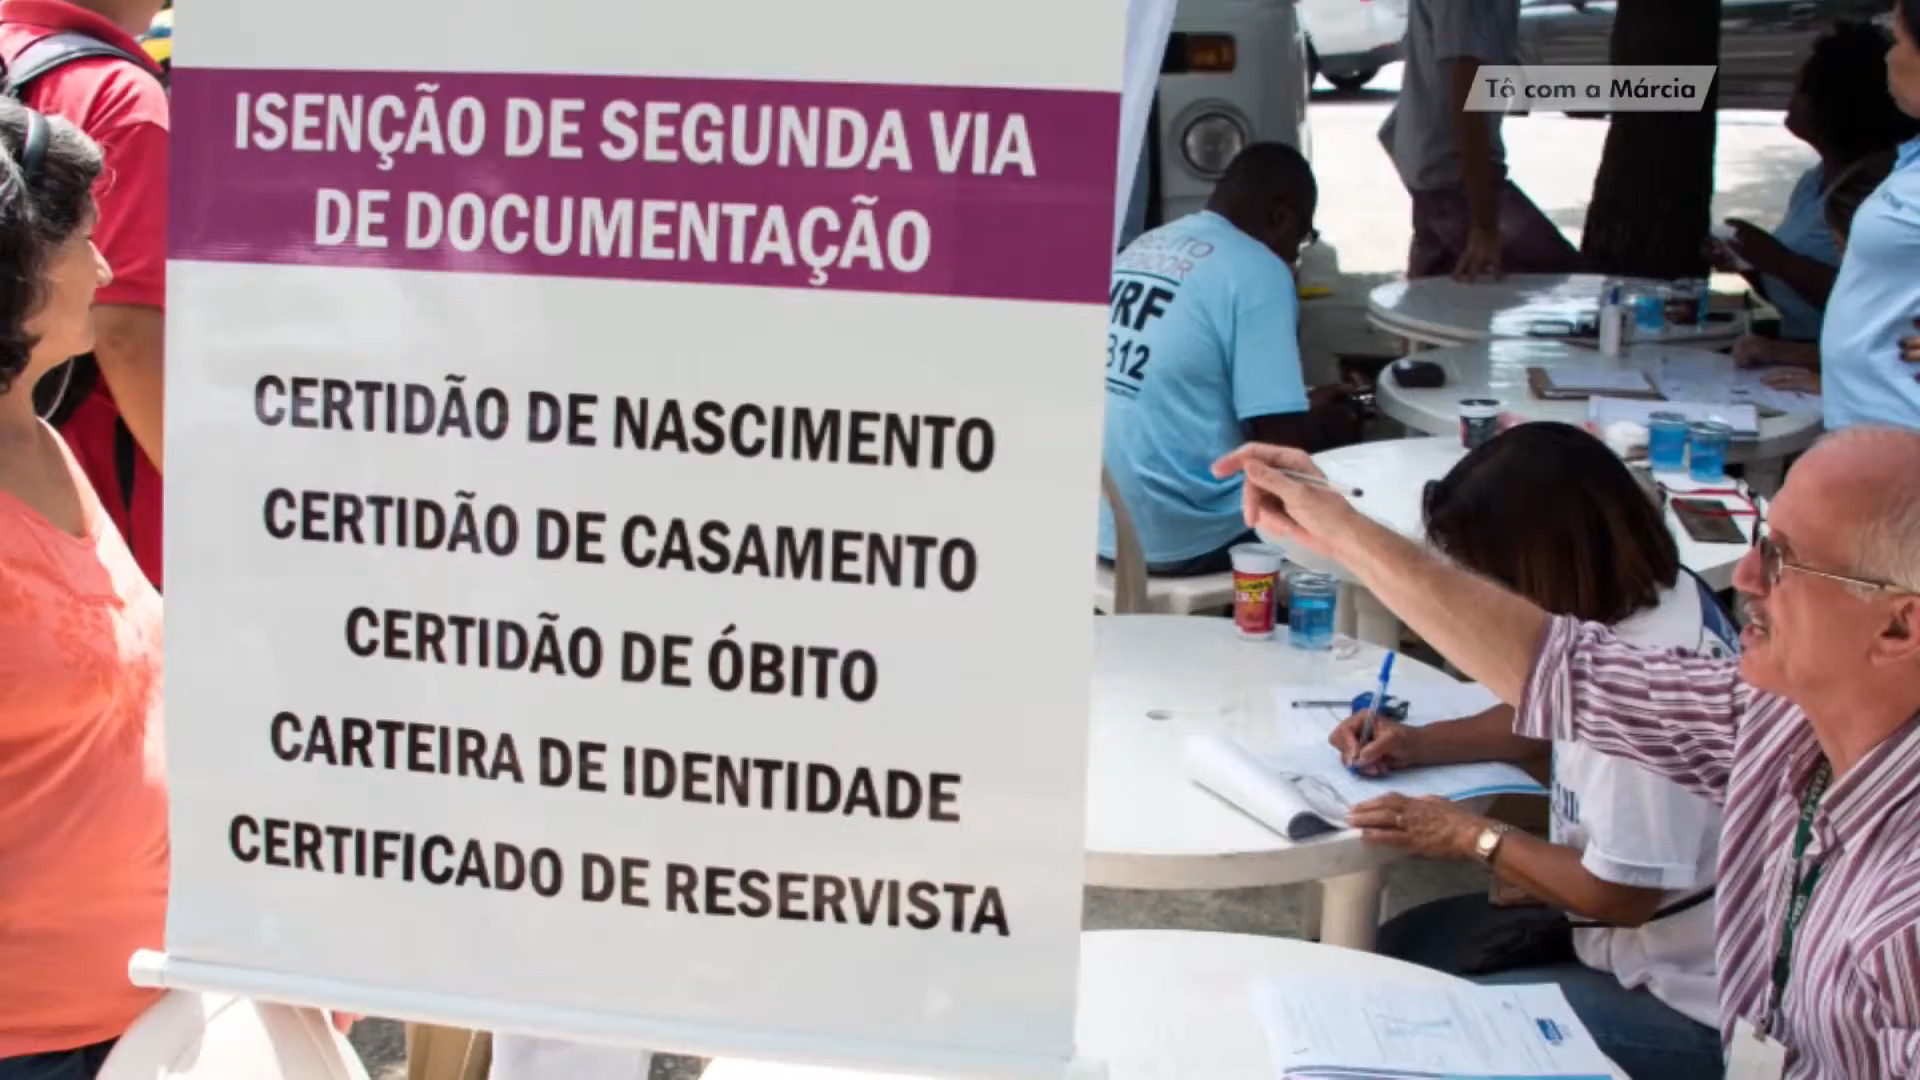 Tô com a Márcia
ISENÇÃO DE SEGUNDA VIA
DE DOCUMENTAÇÃO
CERTIDÃO DE NASCIMENTO
CERTIDÃO DE CASAMENTO
CERTIDÃO DE ÓBITO
CARTEIRA DE IDENTIDADE
CERTIFICADO DE RESERVISTA